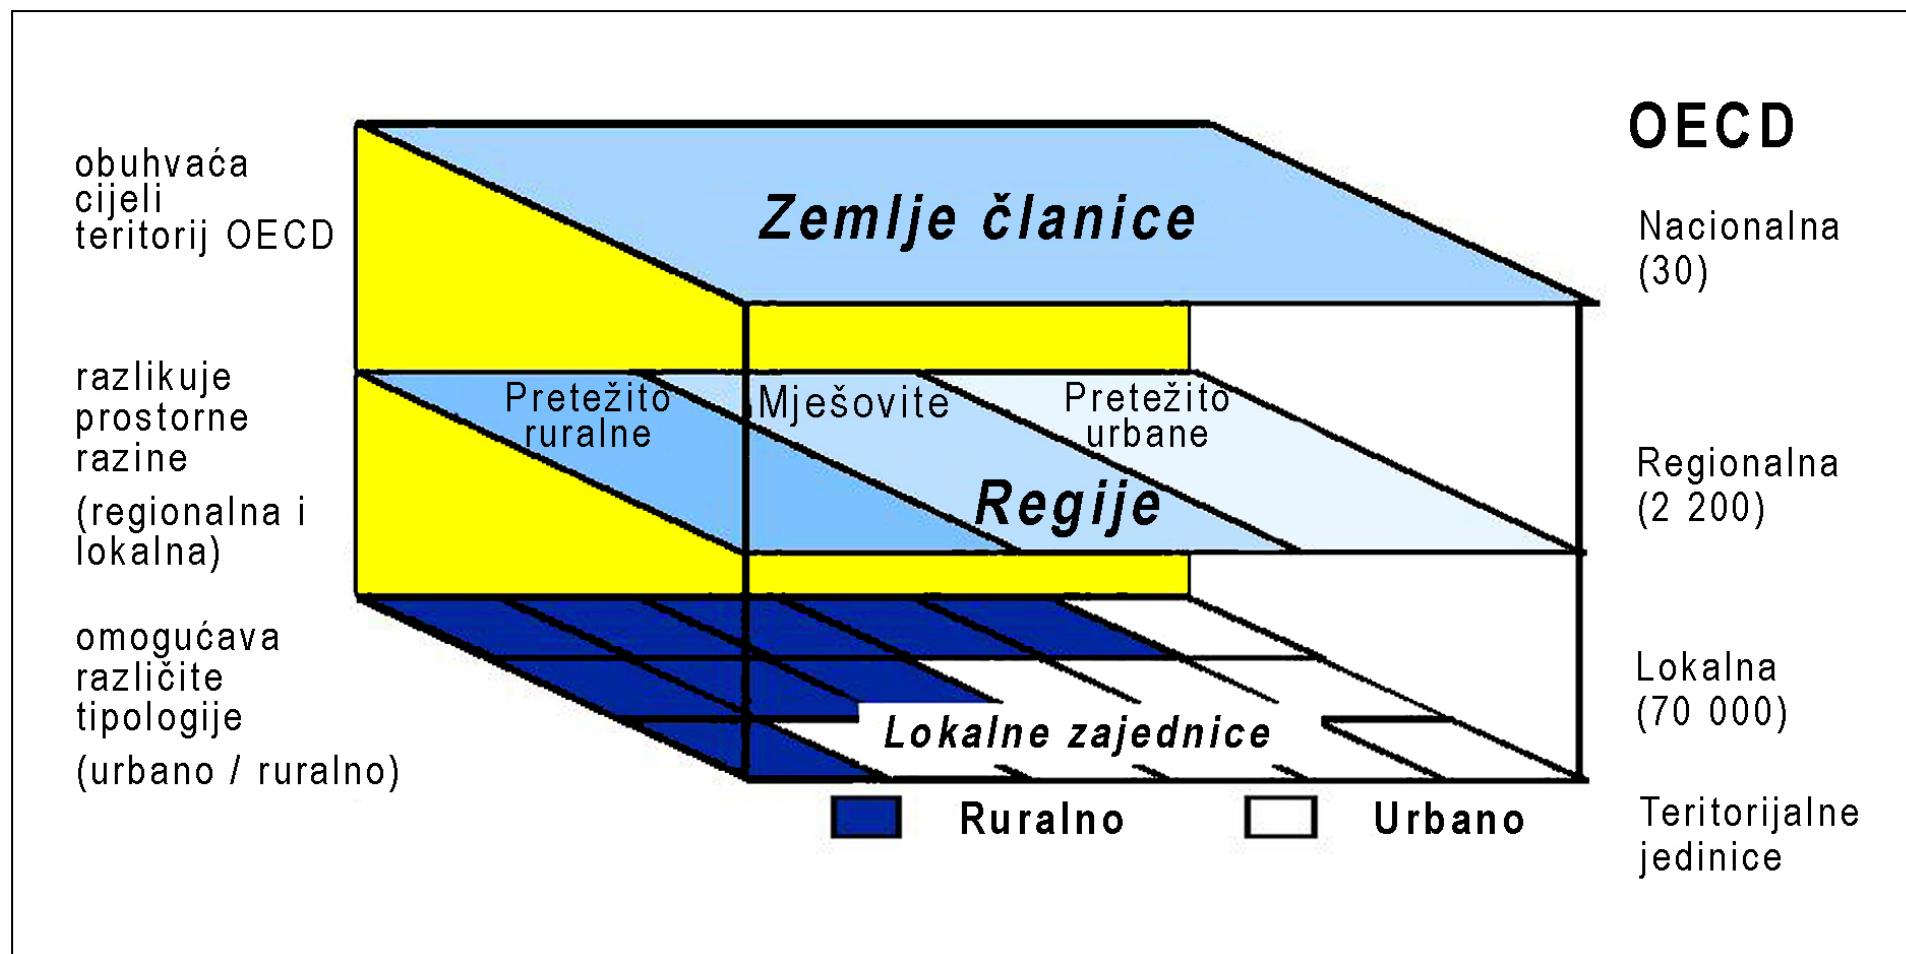 OECD
obuhvaća
cijeli
teritorij OECD
Zemlje članice
Nacionalna
(30)
razlikuje
prostorne
razine
(regionalna i
lokalna)
Pretežito
ruralne
Mješovite
Pretežito
urbane
Regije
Regionalna
(2 200)
omogućava
različite
tipologije
(urbano / ruralno)
Lokalne zajednice
Lokalna
(70 000)
Ruralno
Urbano
Teritorijalne
jedinice